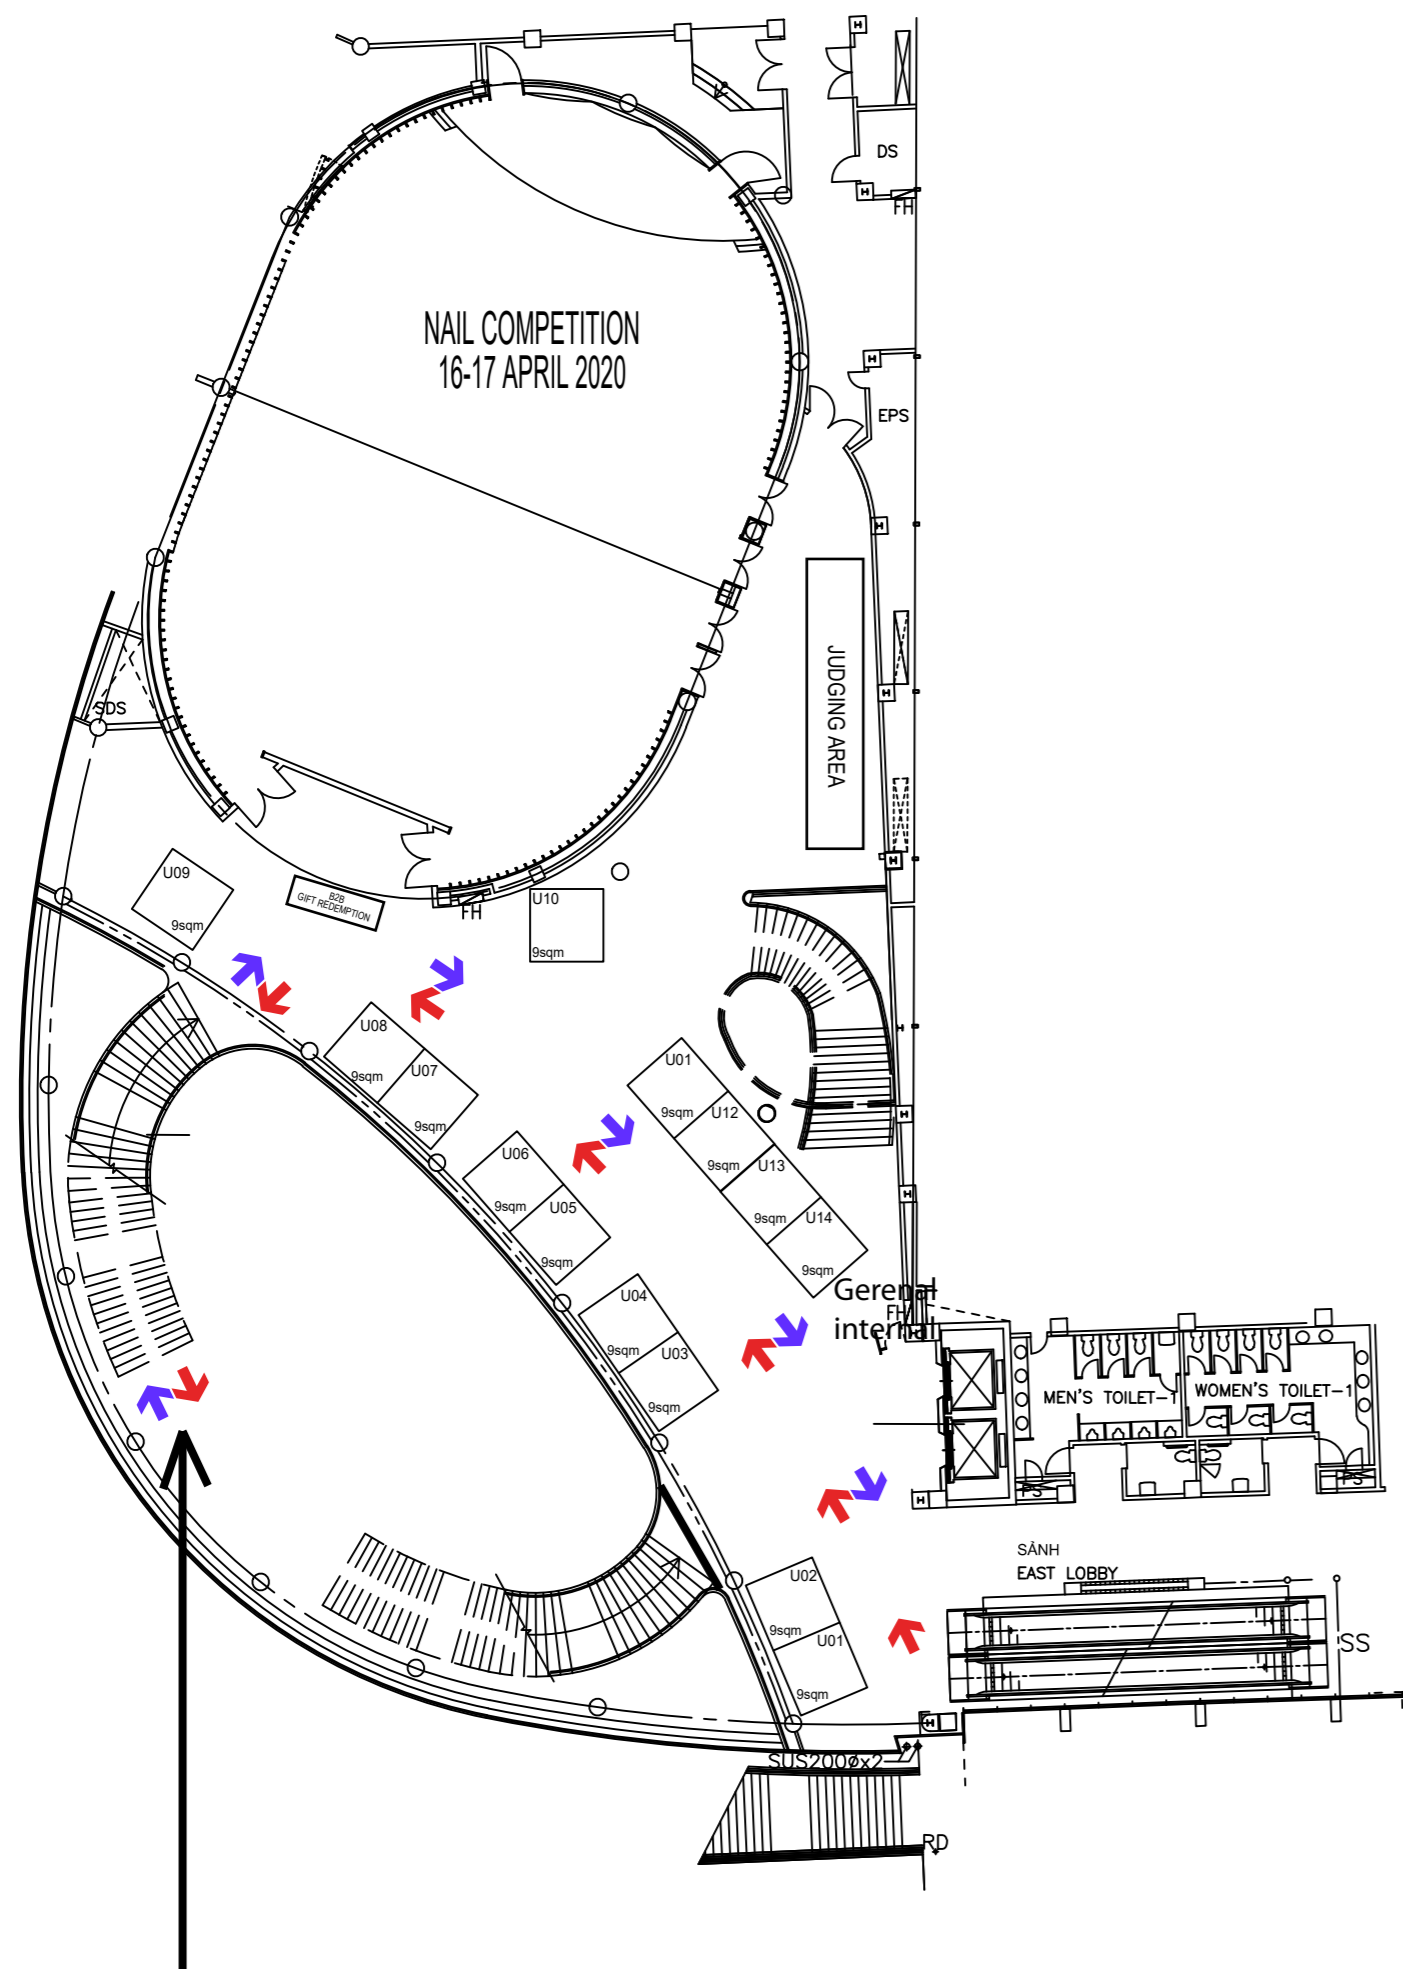 DS
FH
NAIL COMPETITION
16-17 APRIL 2020
EPS
JUDGING AREA
SDS
U09
9sqm
B2B
GIFT REDEMPTION
FH
U10
9sqm
U08
9sqm
U07
9sqm
U01
9sqm
U12
9sqm
U13
9sqm
U14
9sqm
U06
9sqm
U05
9sqm
U04
9sqm
U03
9sqm
Gerenal
internal
FH
MEN'S TOILET-1
WOMEN'S TOILET-1
PS
PS
SẢNH
EAST LOBBY
U02
9sqm
U01
9sqm
SS
SUS200øx2
RD